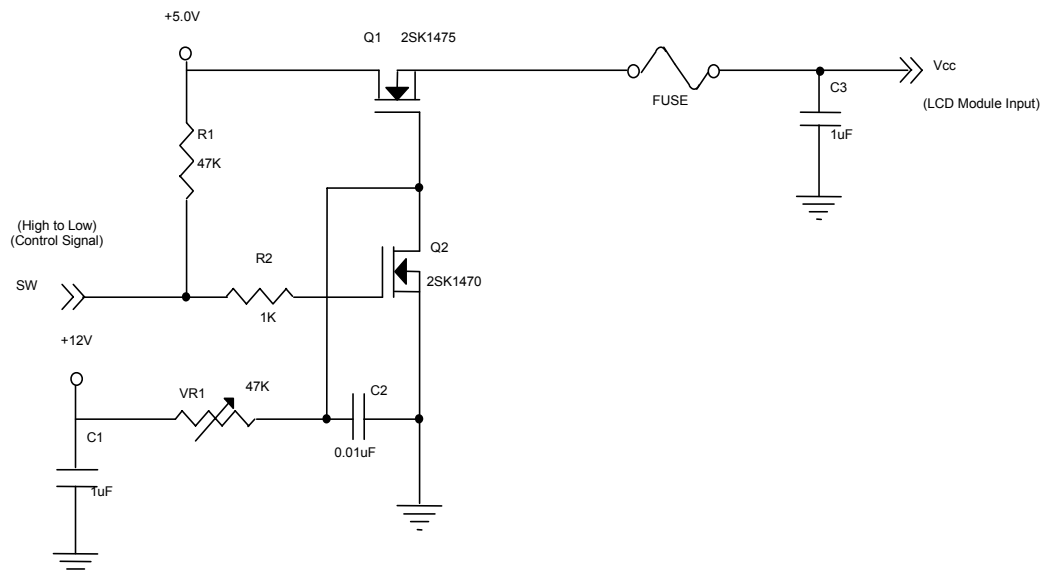 +5.0V
Q1 2SK1475
Vcc
FUSE
C3
(LCD Module Input)
1uF
R1
47K
(High to Low)
(Control Signal)
Q2
R2
2SK1470
SW
1K
+12V
VR1
47K
C2
C1
0.01uF
1uF